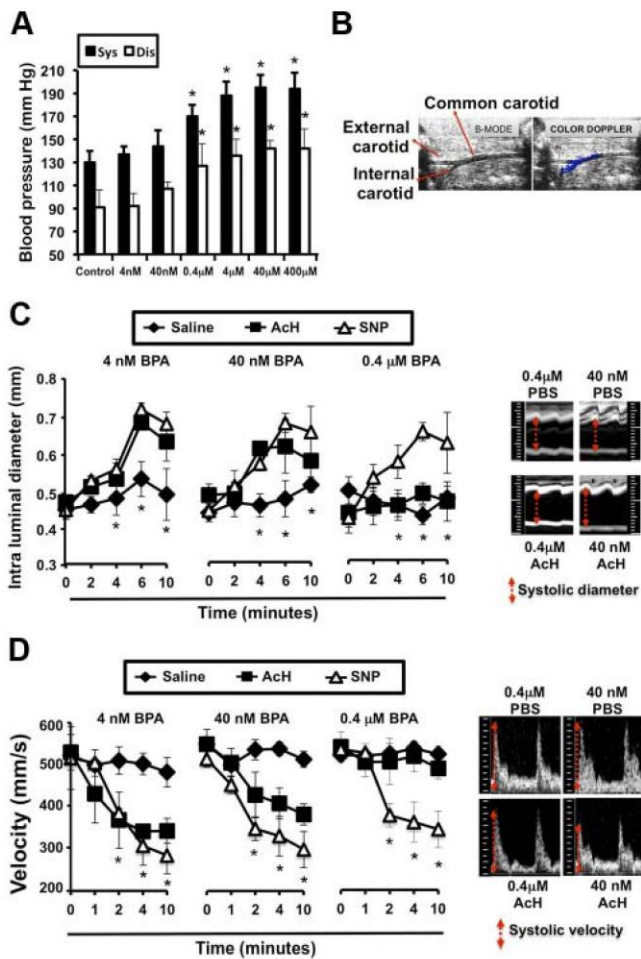 A
Sys Dis
Blood pressure (mm Hg)
210
190
170
150
130
110
90
70
50
* * * *
* * * *
Control 4nM 40nM 0.4μM 4μM 40μM 400μM
B
Common carotid
External carotid
Internal carotid
B-MODE
COLOR DOPPLER
C
Saline AcH SNP
4 nM BPA 40 nM BPA 0.4 μM BPA
Intra luminal diameter (mm)
0.8
0.7
0.6
0.5
0.4
0.3
* * * * * * * * *
0 2 4 6 10 0 2 4 6 10 0 2 4 6 10
Time (minutes)
0.4μM PBS
40 nM PBS
0.4μM AcH
40 nM AcH
Systolic diameter
D
Saline AcH SNP
4 nM BPA 40 nM BPA 0.4 μM BPA
Velocity (mm/s)
600
500
400
300
200
* * * * * * * * *
0 1 2 4 10 0 1 2 4 10 0 1 2 4 10
Time (minutes)
0.4μM PBS
40 nM PBS
0.4μM AcH
40 nM AcH
Systolic velocity